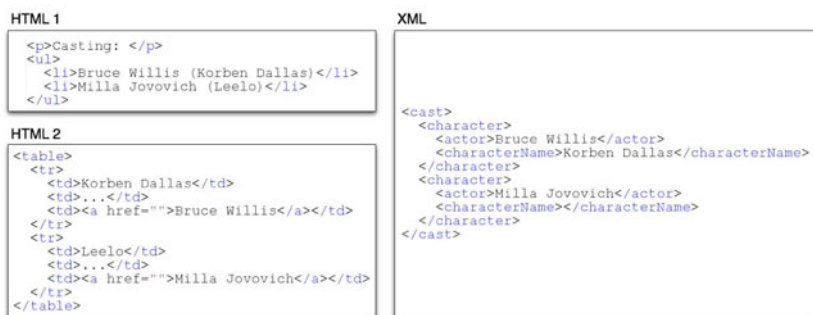 HTML 1
<p>Casting: </p>
<ul>
<li>Bruce Willis (Korben Dallas)</li>
<li>Milla Jovovich (Leelo)</li>
</ul>
HTML 2
<table>
<tr>
<td>Korben Dallas</td>
<td>...</td>
<td><a href="">Bruce Willis</a></td>
</tr>
<tr>
<td>Leelo</td>
<td>...</td>
<td><a href="">Milla Jovovich</a></td>
</tr>
</table>
XML
<cast>
<character>
<actor>Bruce Willis</actor>
<characterName>Korben Dallas</characterName>
</character>
<character>
<actor>Milla Jovovich</actor>
<characterName></characterName>
</character>
</cast>